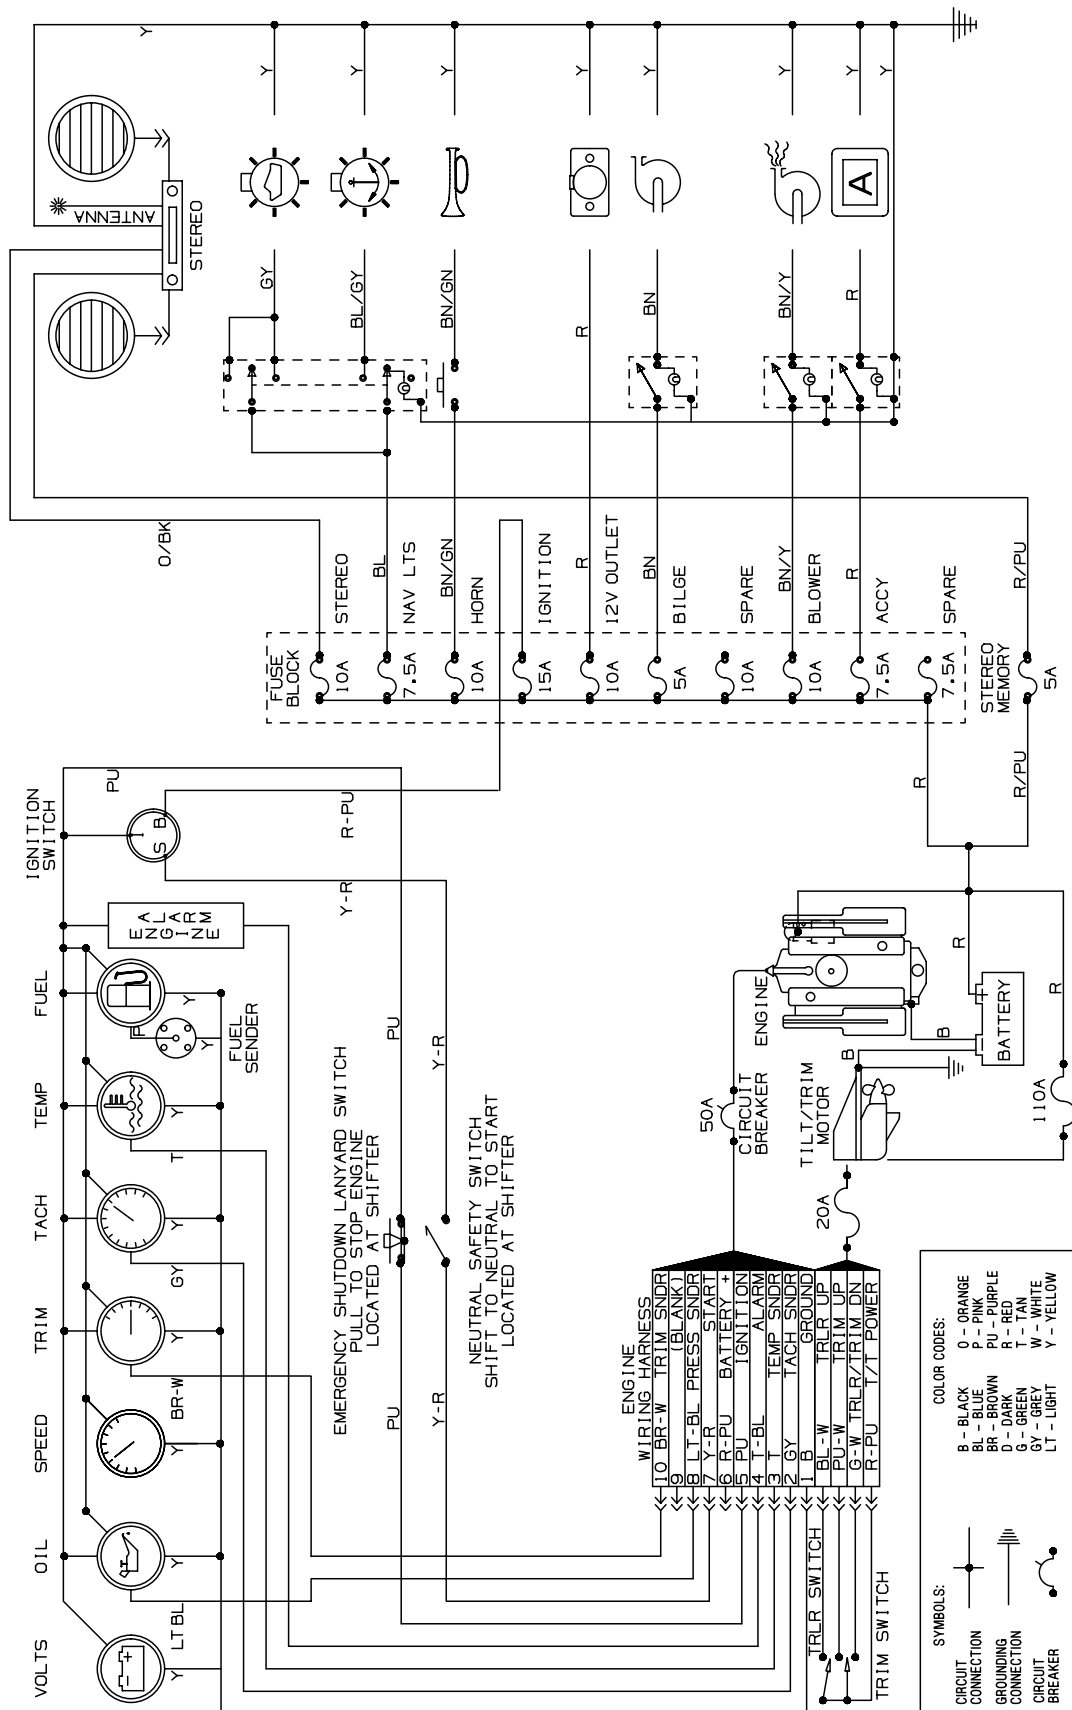 Y
ANTENNA
STEREO
Y
Y
Y
Y
Y
Y
Y
Y
A
GY
BL/GY
BN/GN
R
BN
BN/Y
R
O/BK
BL
BN/GN
R
BN
BN/Y
R
R/PU
STEREO
NAV LTS
HORN
IGNITION
12V OUTLET
BILGE
SPARE
BLOWER
ACCY
SPARE
FUSE
BLOCK
10A
7.5A
10A
15A
10A
5A
10A
10A
7.5A
7.5A
STEREO
MEMORY
5A
R
R/PU
IGNITION
SWITCH
S
B
PU
R-PU
Y-R
ENGINE
ALARM
FUEL
P
Y
Y
FUEL
SENDER
TEMP
Y
T
TACH
Y
GY
TRIM
Y
BR-W
SPEED
Y
OIL
Y
LT BL
VOLTS
Y
PU
Y-R
EMERGENCY SHUTDOWN LANYARD SWITCH
PULL TO STOP ENGINE
LOCATED AT SHIFTER
NEUTRAL SAFETY SWITCH
SHIFT TO NEUTRAL TO START
LOCATED AT SHIFTER
PU
Y-R
ENGINE
50A
CIRCUIT
BREAKER
TILT/TRIM
MOTOR
20A
BATTERY
+
-
R
R
B
B
110A
ENGINE
WIRING HARNESS
10 BR-W TRIM SNDR
9 (BLANK)
8 LT-BL PRESS SNDR
7 Y-R START
6 R-PU BATTERY +
5 PU IGNITION
4 T-BL ALARM
3 T TEMP SNDR
2 GY TACH SNDR
1 B GROUND
BL-W TRLR UP
PU-W TRIM UP
G-W TRLR/TRIM DN
R-PU T/T POWER
TRLR SWITCH
TRIM SWITCH
SYMBOLS:
CIRCUIT
CONNECTION
GROUNDING
CONNECTION
CIRCUIT
BREAKER
COLOR CODES:
B - BLACK
BL - BLUE
BR - BROWN
D - DARK
G - GREEN
GY - GREY
LT - LIGHT
O - ORANGE
P - PINK
PU - PURPLE
R - RED
T - TAN
W - WHITE
Y - YELLOW